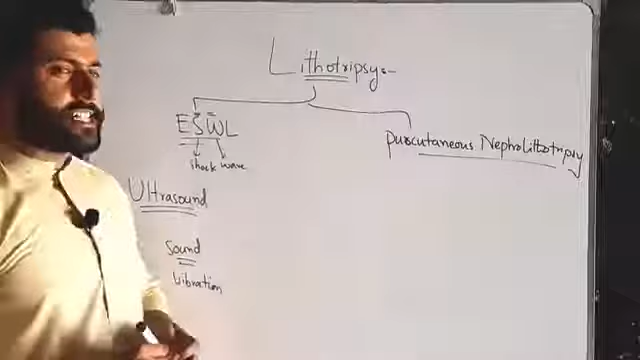 Lithotripsy:-
ESWL
shock wave
Purcutaneous Nephrolithotripsy
Ultrasound
Sound
Vibration